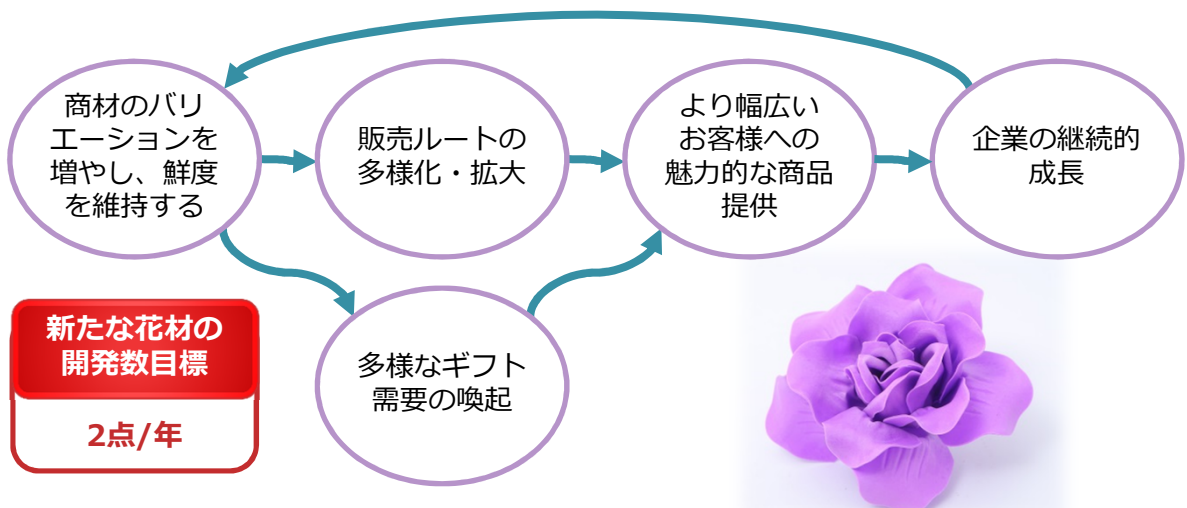 商材のバリ
エーションを
増やし、鮮度
を維持する
販売ルートの
多様化・拡大
より幅広い
お客様への
魅力的な商品
提供
企業の継続的
成長
新たな花材の
開発数目標
2点/年
多様なギフト
需要の喚起